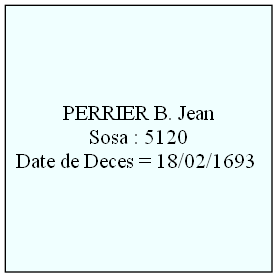 PERRIER B. Jean
Sosa : 5120
Date de Deces = 18/02/1693